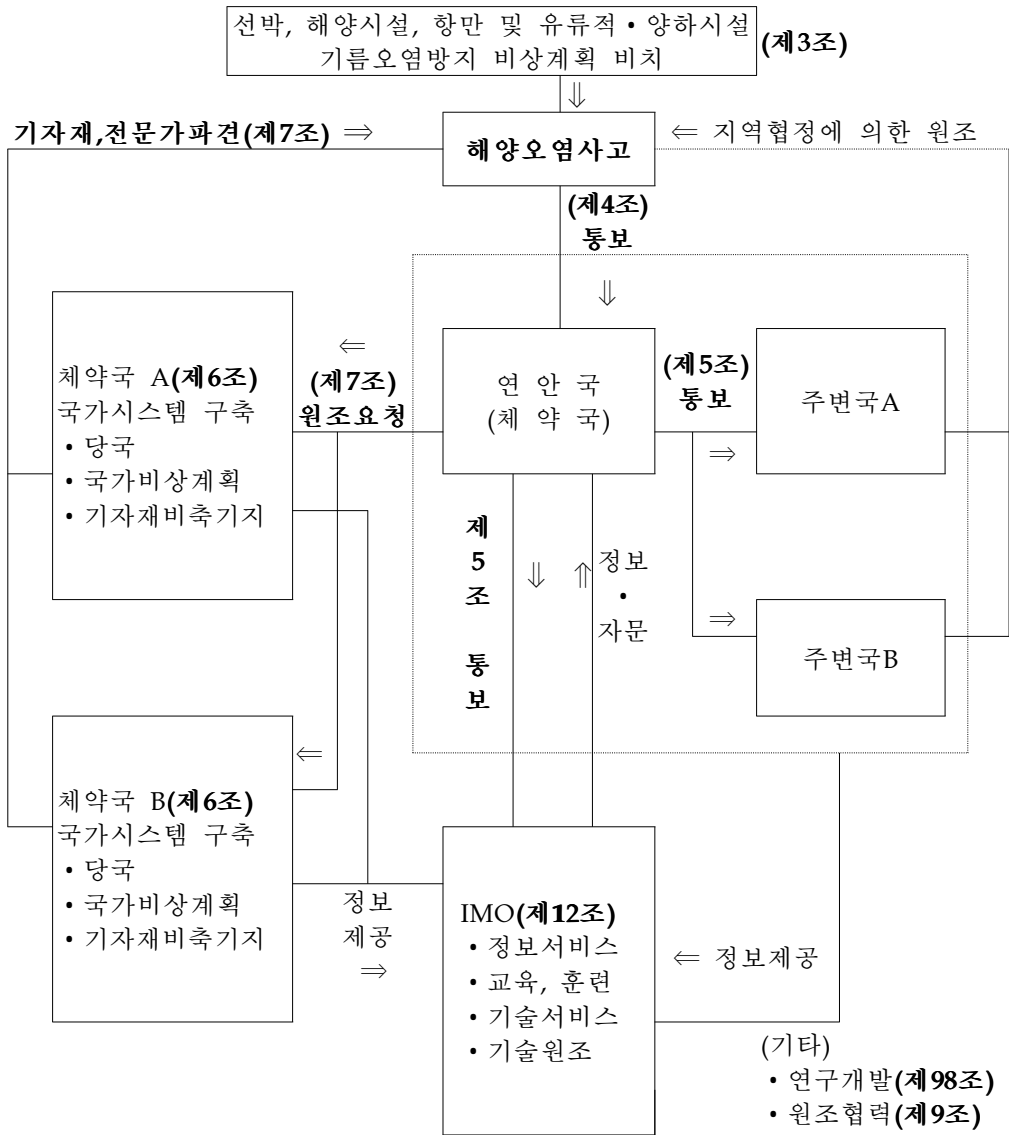 선박, 해양시설, 항만 및 유류적·양하시설
기름오염방지 비상계획 비치
(제3조)
⇓
기자재,전문가파견(제7조) ⇒
해양오염사고
⇐ 지역협정에 의한 원조
(제4조)
통보
⇓
체약국 A(제6조)
국가시스템 구축
• 당국
• 국가비상계획
• 기자재비축기지
⇐
(제7조)
원조요청
연 안 국
(체 약 국)
(제5조)
통보
⇒
주변국A
제
5
조
통
보
⇓
⇑
정보
•
자문
⇒
주변국B
⇐
체약국 B(제6조)
국가시스템 구축
• 당국
• 국가비상계획
• 기자재비축기지
정보
제공
⇒
IMO(제12조)
• 정보서비스
• 교육, 훈련
• 기술서비스
• 기술원조
⇐ 정보제공
(기타)
• 연구개발(제98조)
• 원조협력(제9조)